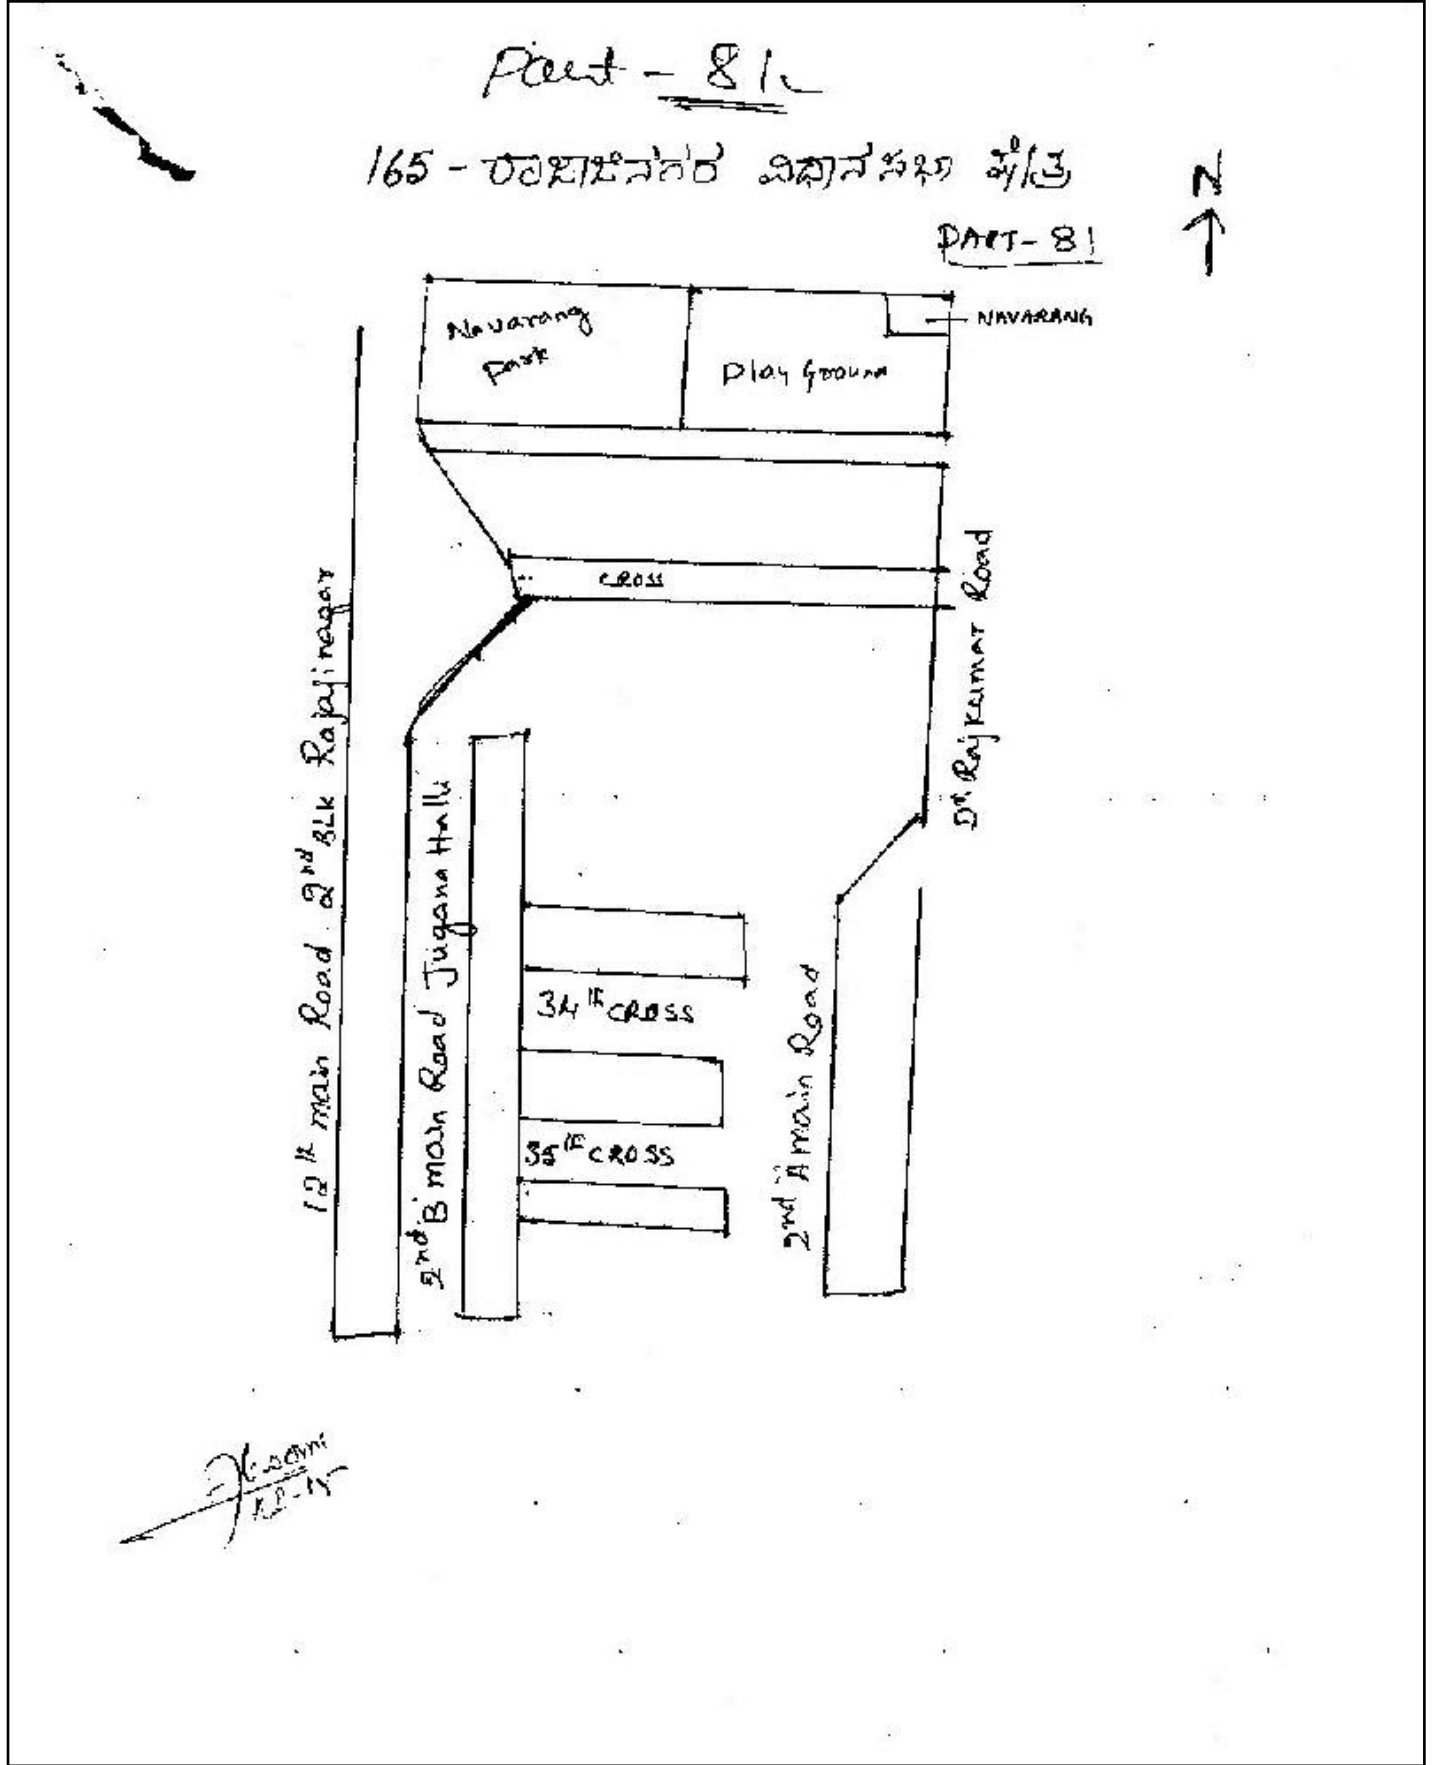 Part - 81
165 - ರಾಜಾಜಿನಗರ ವಿಧಾನಸಭಾ ಕ್ಷೇತ್ರ
N
PART - 81
Navarang
Park
Play Ground
NAVARANG
CROSS
Dr. Rajkumar Road
12th main Road 2nd BLK Rajajinagar
2nd 'B' main Road Jugana Halli
34th CROSS
35th CROSS
2nd 'A' main Road